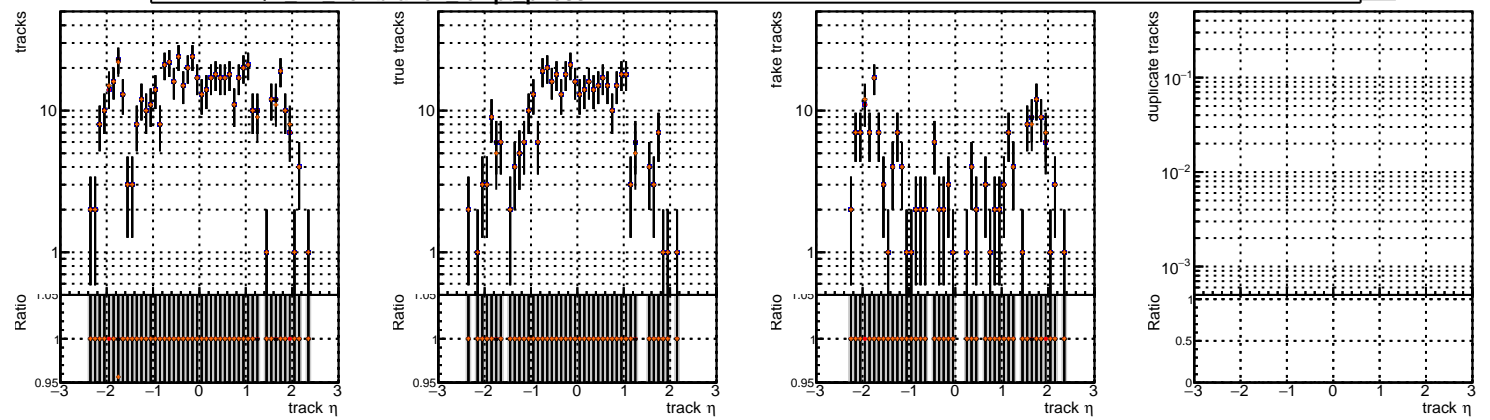 tracks
10
1
Ratio
1.05
1
0.95
−3 −2 −1 0 1 2 3
track η
true tracks
10
1
Ratio
1.05
1
0.95
−3 −2 −1 0 1 2 3
track η
fake tracks
10
1
Ratio
1.05
1
0.95
−3 −2 −1 0 1 2 3
track η
duplicate tracks
10−1
10−2
10−3
Ratio
1
0.5
0
−3 −2 −1 0 1 2 3
track η